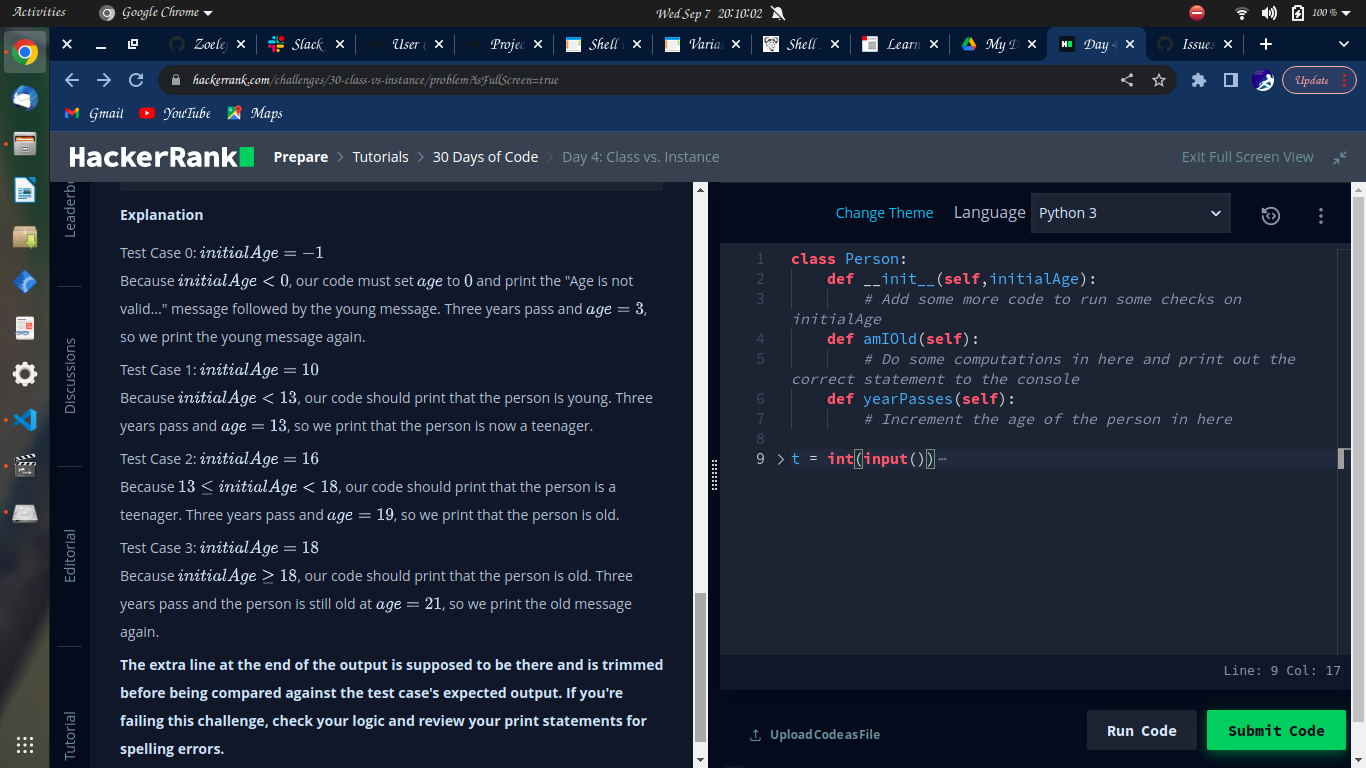 Activities
Google Chrome
Wed Sep 7 20:10:02
100 %
Zoele
Slack
User
Projec
Shell
Varia
Shell
Learn
My D
Day 4
Issues
hackerrank.com/challenges/30-class-vs-instance/problem?isFullScreen=true
Update
Gmail
YouTube
Maps
HackerRank
Prepare > Tutorials > 30 Days of Code > Day 4: Class vs. Instance
Exit Full Screen View
Leaderb
Discussions
Editorial
Tutorial
Explanation
Test Case 0: initialAge = −1
Because initialAge < 0, our code must set age to 0 and print the "Age is not
valid..." message followed by the young message. Three years pass and age = 3,
so we print the young message again.
Test Case 1: initialAge = 10
Because initialAge < 13, our code should print that the person is young. Three
years pass and age = 13, so we print that the person is now a teenager.
Test Case 2: initialAge = 16
Because 13 ≤ initialAge < 18, our code should print that the person is a
teenager. Three years pass and age = 19, so we print that the person is old.
Test Case 3: initialAge = 18
Because initialAge ≥ 18, our code should print that the person is old. Three
years pass and the person is still old at age = 21, so we print the old message
again.
The extra line at the end of the output is supposed to be there and is trimmed
before being compared against the test case's expected output. If you're
failing this challenge, check your logic and review your print statements for
spelling errors.
Change Theme
Language
Python 3
1 class Person:
2 def __init__(self,initialAge):
3 # Add some more code to run some checks on
initialAge
4 def amIOld(self):
5 # Do some computations in here and print out the
correct statement to the console
6 def yearPasses(self):
7 # Increment the age of the person in here
8
9 > t = int(input())⋯
Line: 9 Col: 17
Upload Code as File
Run Code
Submit Code